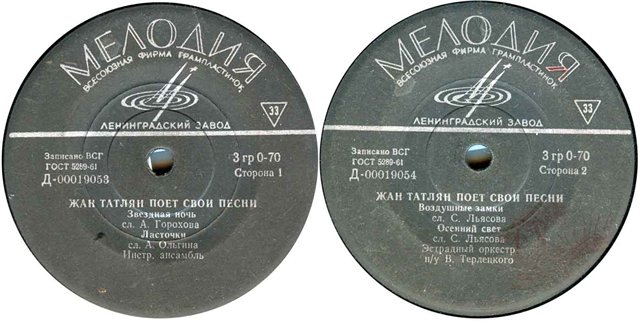 МЕЛОДИЯ
ВСЕСОЮЗНАЯ ФИРМА ГРАМПЛАСТИНОК
33
ЛЕНИНГРАДСКИЙ ЗАВОД
Записано ВСГ
ГОСТ 5289-61
Д-00019053
3 гр 0-70
Сторона 1
ЖАН ТАТЛЯН ПОЕТ СВОИ ПЕСНИ
Звездная ночь
сл. А. Горохова
Ласточки
сл. А. Ольгина
Инстр. ансамбль
МЕЛОДИЯ
ВСЕСОЮЗНАЯ ФИРМА ГРАМПЛАСТИНОК
33
ЛЕНИНГРАДСКИЙ ЗАВОД
Записано ВСГ
ГОСТ 5289-61
Д-00019054
3 гр 0-70
Сторона 2
ЖАН ТАТЛЯН ПОЕТ СВОИ ПЕСНИ
Воздушные замки
сл. С. Льясова
Осенний свет
сл. С. Льясова
Эстрадный оркестр
п/у В. Терлецкого